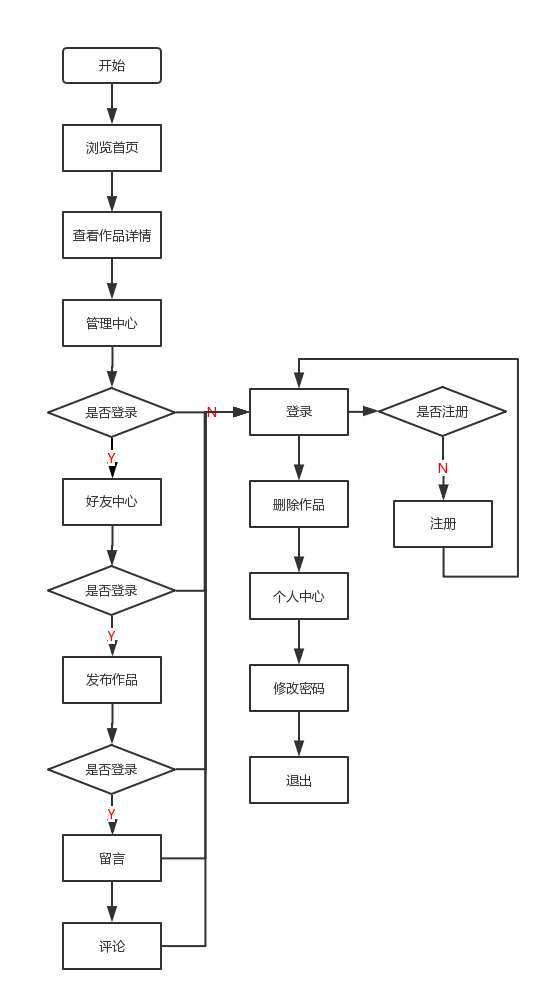 开始
浏览首页
查看作品详情
管理中心
是否登录
N
登录
是否注册
Y
N
好友中心
删除作品
注册
是否登录
个人中心
Y
发布作品
修改密码
是否登录
退出
Y
留言
评论